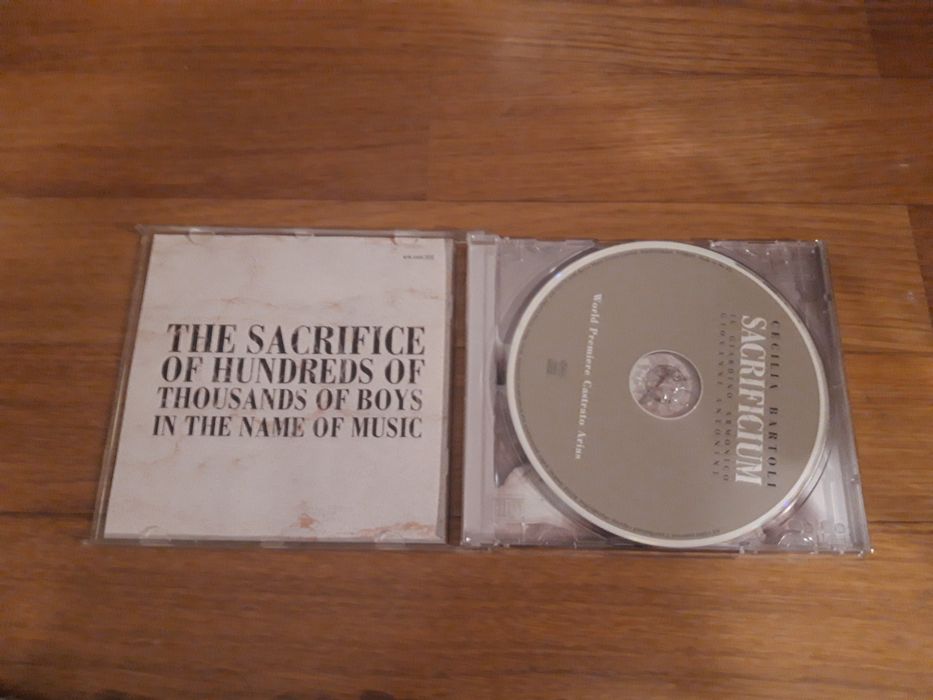 THE SACRIFICE
OF HUNDREDS OF
THOUSANDS OF BOYS
IN THE NAME OF MUSIC
CECILIA BARTOLI
SACRIFICIUM
IL GIARDINO ARMONICO
GIOVANNI ANTONINI
World Premiere Castrato Arias